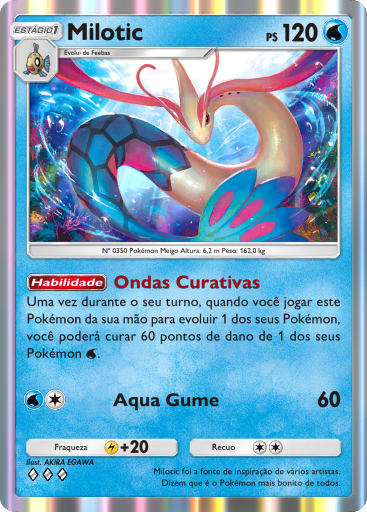 ESTÁGIO 1
Milotic
PS 120
Evolui de Feebas
Nº 0350 Pokémon Meigo Altura: 6,2 m Peso: 162,0 kg
Habilidade Ondas Curativas
Uma vez durante o seu turno, quando você jogar este
Pokémon da sua mão para evoluir 1 dos seus Pokémon,
você poderá curar 60 pontos de dano de 1 dos seus
Pokémon .
Aqua Gume 60
Fraqueza +20 Recuo
Ilust. AKIRA EGAWA
Milotic foi a fonte de inspiração de vários artistas.
Dizem que é o Pokémon mais bonito de todos.